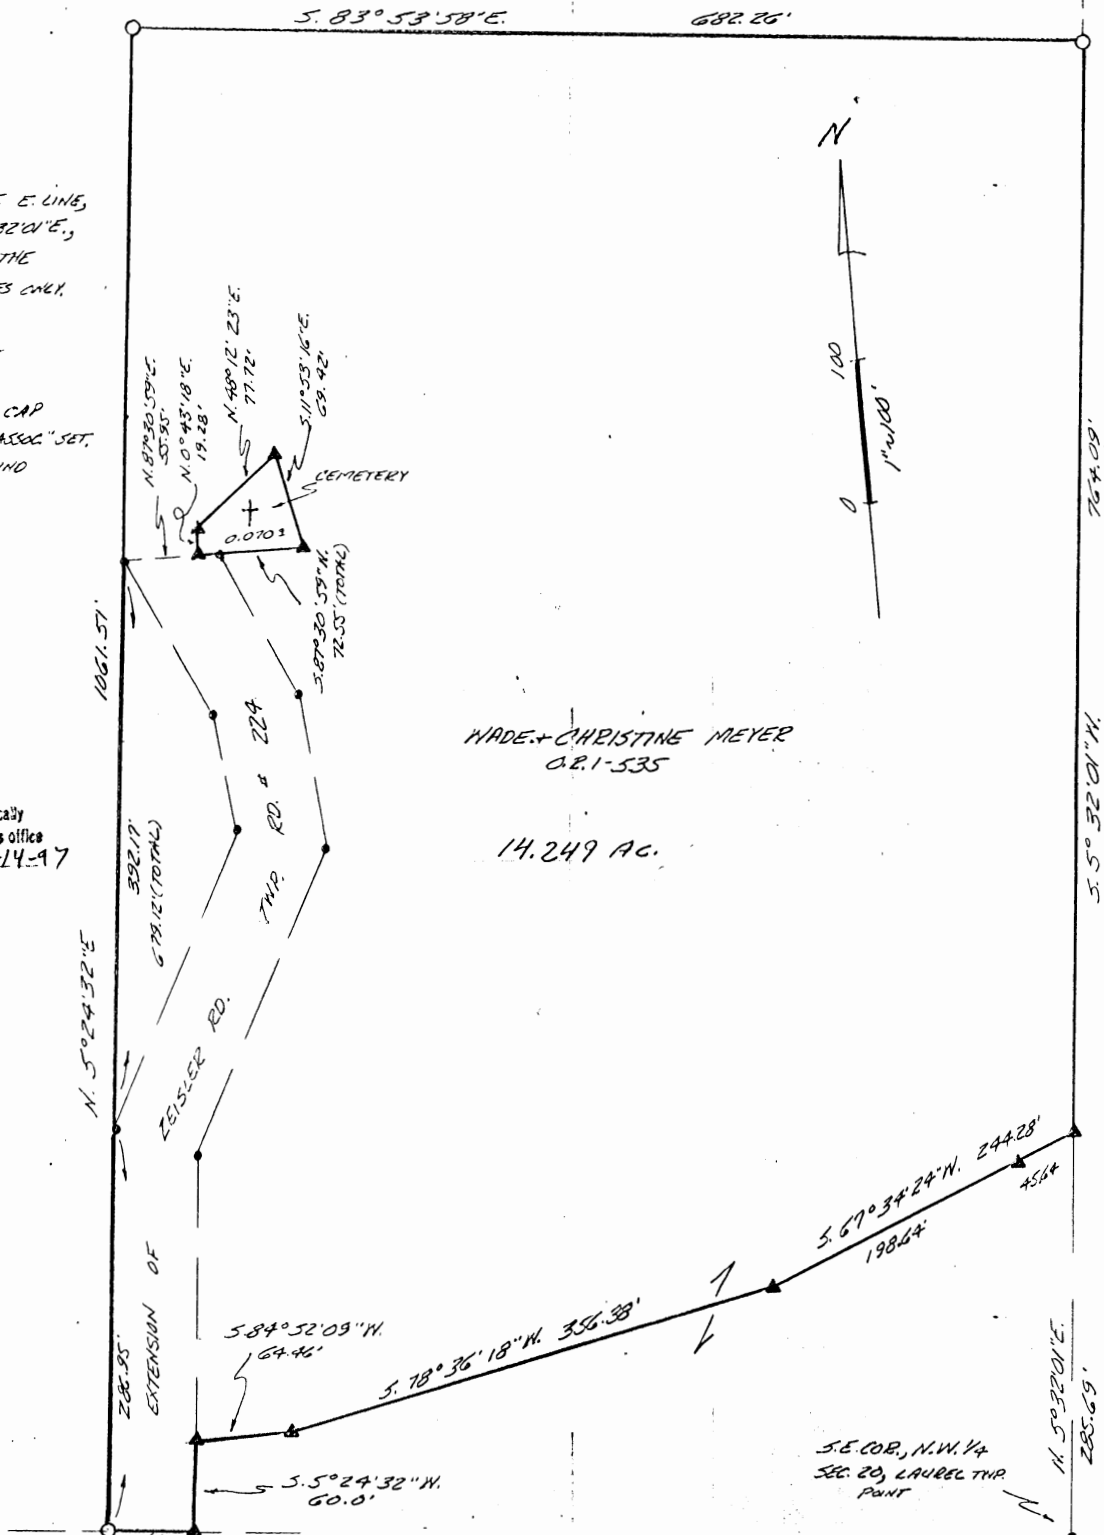 S. 83° 53' 58" E. 682.26'
N
E. LINE,
32'01"E.,
THE
ES ONLY.
CAP
ASSOC" SET.
N. 87°30'59"E.
55.95'
N. 0°43'18"E.
19.28'
N. 48°12'23"E.
77.72'
S. 11°53'16"E.
69.42'
CEMETERY
0.070
S. 87°30'59"W.
72.55' (TOTAL)
100
0
1"=100'
764.09'
S. 5° 32' 01" W.
1061.51'
N. 5°24'32"E
392.17'
679.12' (TOTAL)
TWP. RD. # 224
WADE + CHRISTINE MEYER
O.R. 1-535
14.249 AC.
s office
14-97
ZEISLER RD.
EXTENSION OF
286.95'
S. 67° 34' 24" W. 244.28'
198.64'
45.64
S. 78° 36' 18" W. 356.38'
S. 84° 52' 09" W.
64.46'
S. 5° 24' 32" W.
60.0'
S.E. COR., N.W. 1/4
SEC. 20, LAUREL TWP.
POINT
N. 5°32'01"E.
285.69'